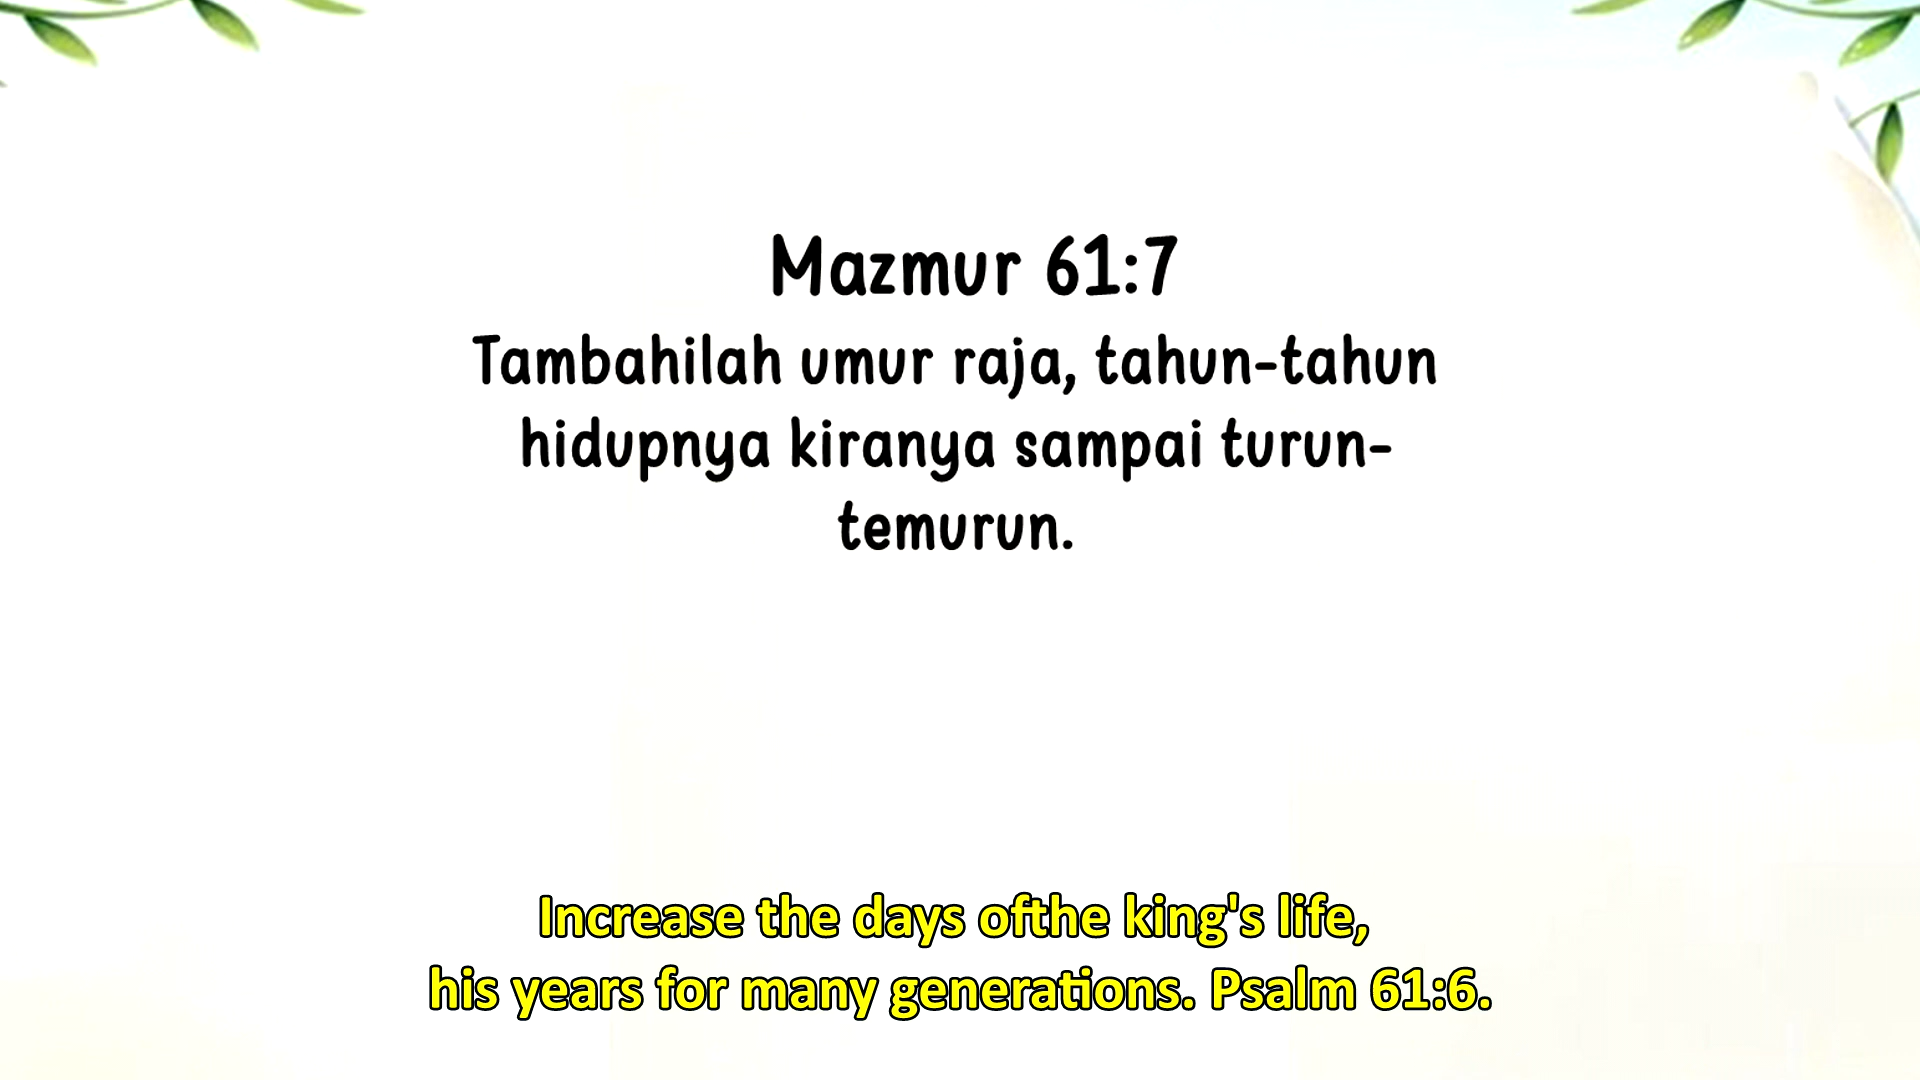 Mazmur 61:7
Tambahilah umur raja, tahun-tahun
hidupnya kiranya sampai turun-
temurun.
Increase the days ofthe king's life,
his years for many generations. Psalm 61:6.